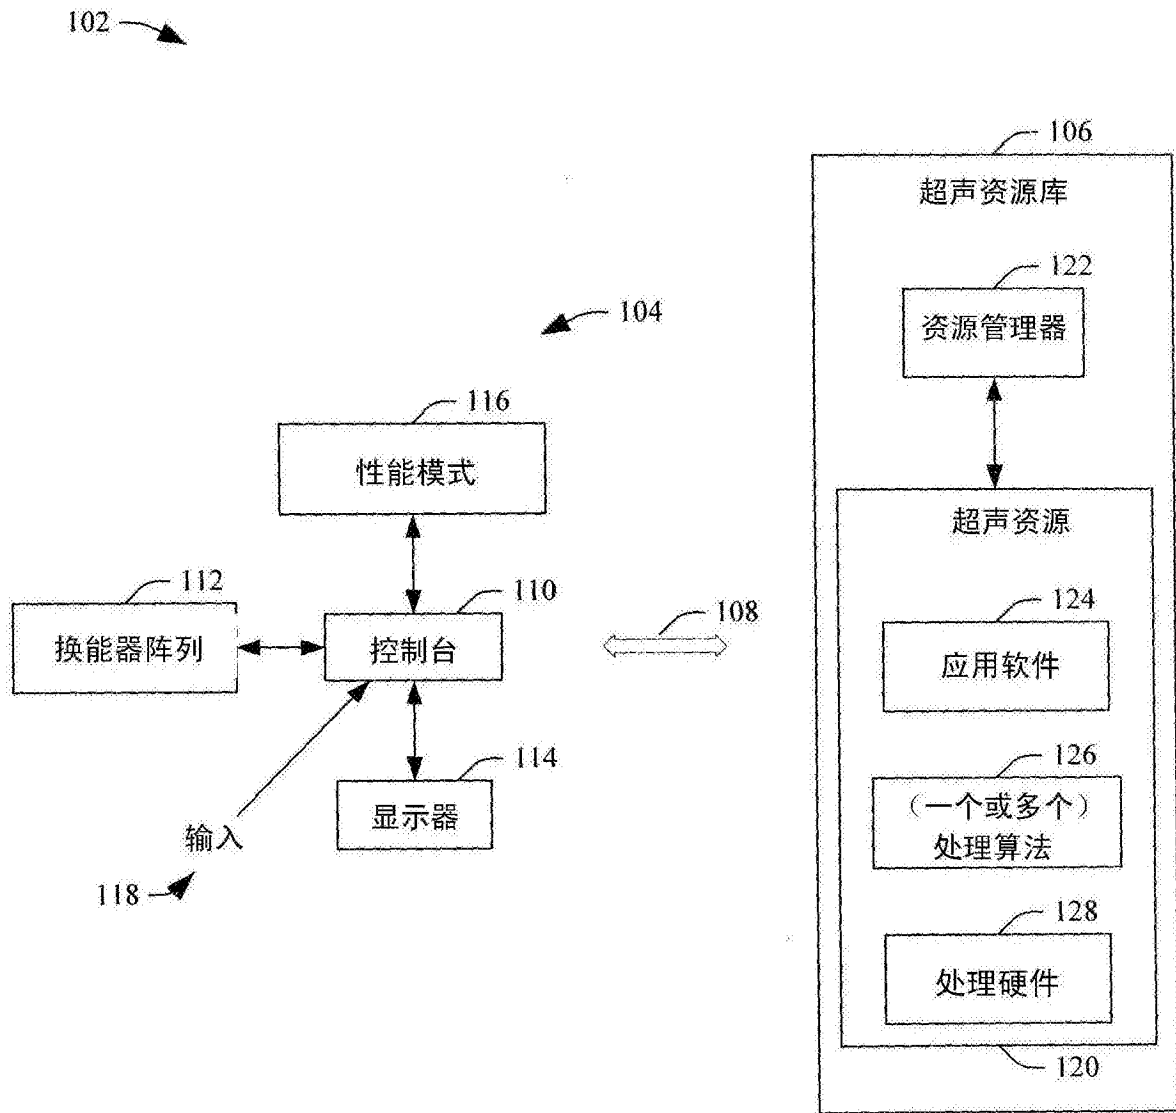 102
106
超声资源库
122
资源管理器
104
116
性能模式
超声资源
112
换能器阵列
110
控制台
108
124
应用软件
114
显示器
126
（一个或多个）
处理算法
输入
118
128
处理硬件
120